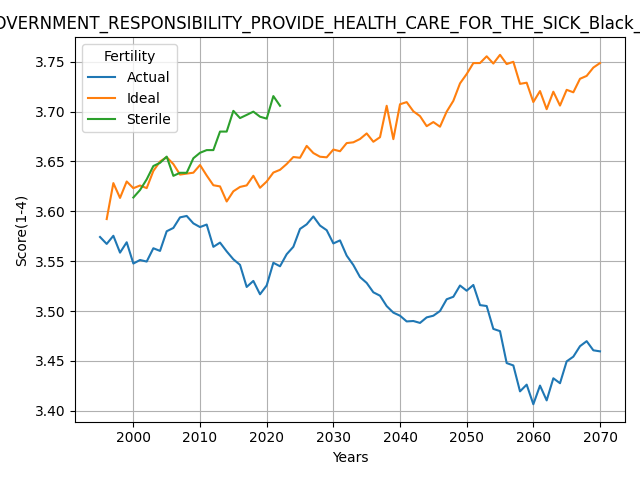 OVERNMENT_RESPONSIBILITY_PROVIDE_HEALTH_CARE_FOR_THE_SICK_Black_
Fertility
Actual
Ideal
Sterile
Score(1-4)
3.75
3.70
3.65
3.60
3.55
3.50
3.45
3.40
2000 2010 2020 2030 2040 2050 2060 2070
Years